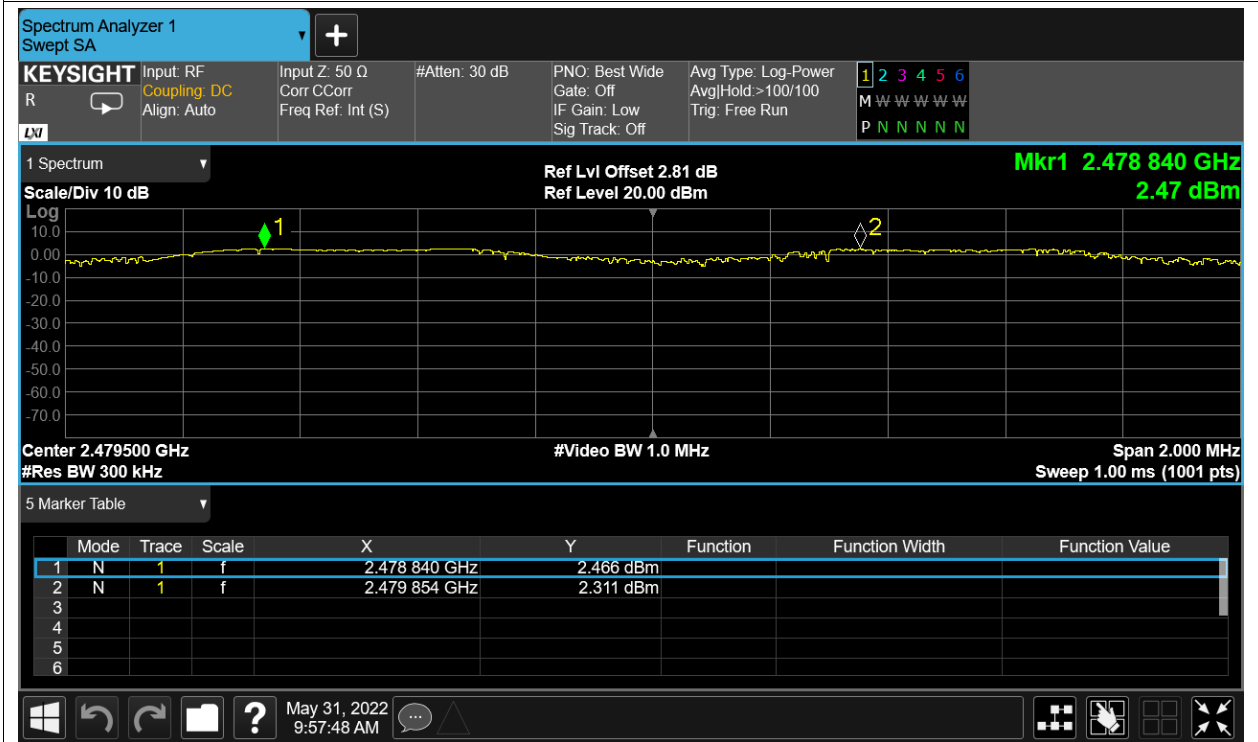 Spectrum Analyzer 1
Swept SA
+
KEYSIGHT Input: RF Input Z: 50 Ω #Atten: 30 dB PNO: Best Wide Avg Type: Log-Power 1 2 3 4 5 6
R Coupling: DC Corr CCorr Gate: Off Avg|Hold:>100/100 M W W W W W
Align: Auto Freq Ref: Int (S) IF Gain: Low Trig: Free Run
LXI Sig Track: Off P N N N N N
1 Spectrum Ref Lvl Offset 2.81 dB Mkr1 2.478 840 GHz
Scale/Div 10 dB Ref Level 20.00 dBm 2.47 dBm
Log
10.0 1 2
0.00
-10.0
-20.0
-30.0
-40.0
-50.0
-60.0
-70.0
Center 2.479500 GHz #Video BW 1.0 MHz Span 2.000 MHz
#Res BW 300 kHz Sweep 1.00 ms (1001 pts)
5 Marker Table
Mode Trace Scale X Y Function Function Width Function Value
1 N 1 f 2.478 840 GHz 2.466 dBm
2 N 1 f 2.479 854 GHz 2.311 dBm
3
4
5
6
? May 31, 2022
9:57:48 AM